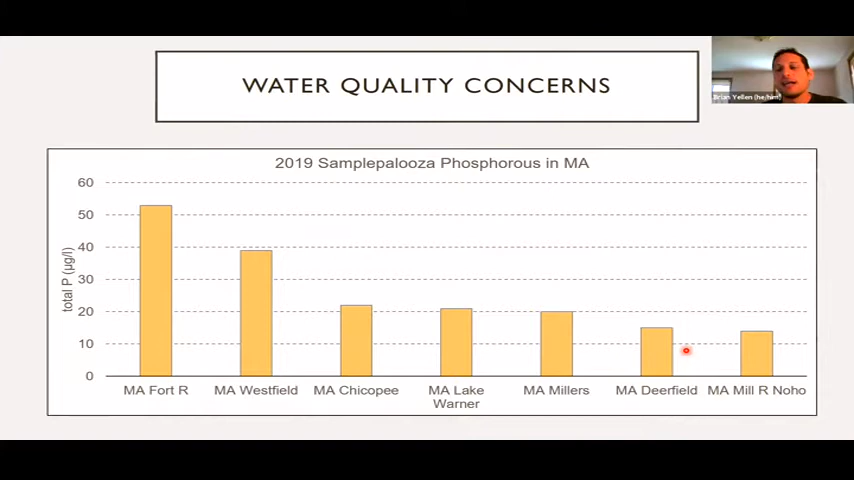 WATER QUALITY CONCERNS
Brian Yellen (he/him)
2019 Samplepalooza Phosphorous in MA
total P (µg/l)
60
50
40
30
20
10
0
MA Fort R
MA Westfield
MA Chicopee
MA Lake
Warner
MA Millers
MA Deerfield
MA Mill R Noho